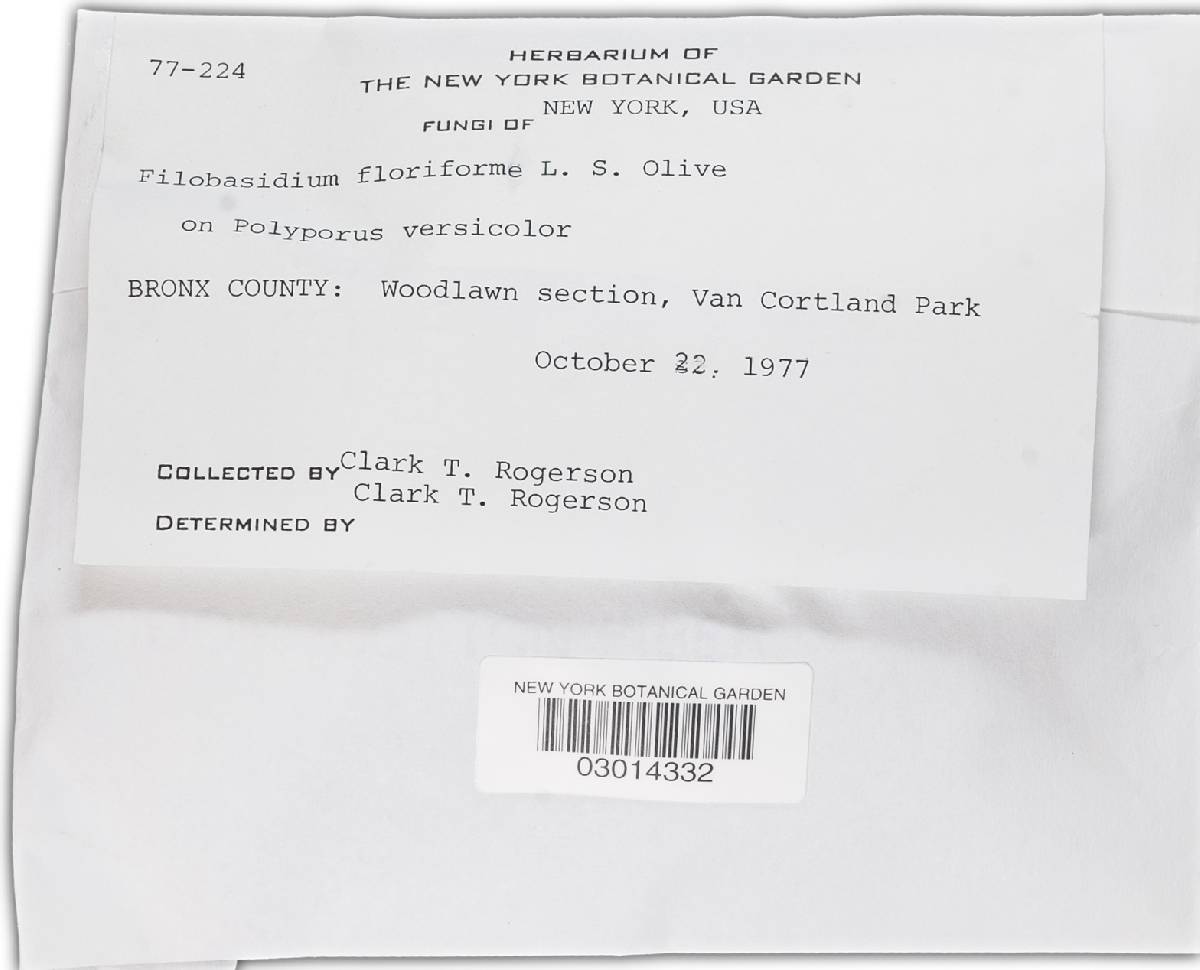 77-224
HERBARIUM OF
THE NEW YORK BOTANICAL GARDEN
NEW YORK, USA
FUNGI OF
Filobasidium floriforme L. S. Olive
on Polyporus versicolor
BRONX COUNTY: Woodlawn section, Van Cortland Park
October 22, 1977
COLLECTED BY Clark T. Rogerson
Clark T. Rogerson
DETERMINED BY
NEW YORK BOTANICAL GARDEN
03014332